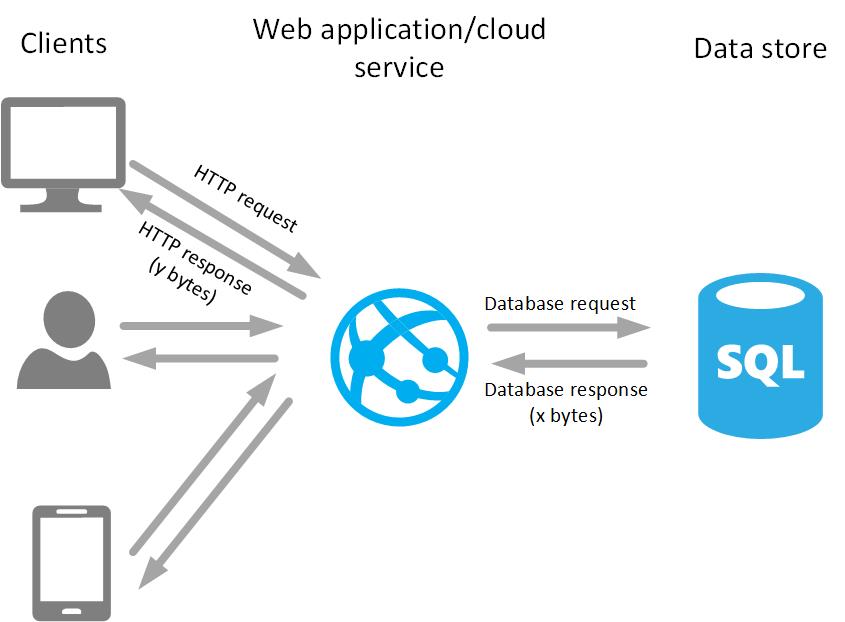 Clients
Web application/cloud
service
Data store
HTTP request
HTTP response
(y bytes)
Database request
Database response
(x bytes)
SQL